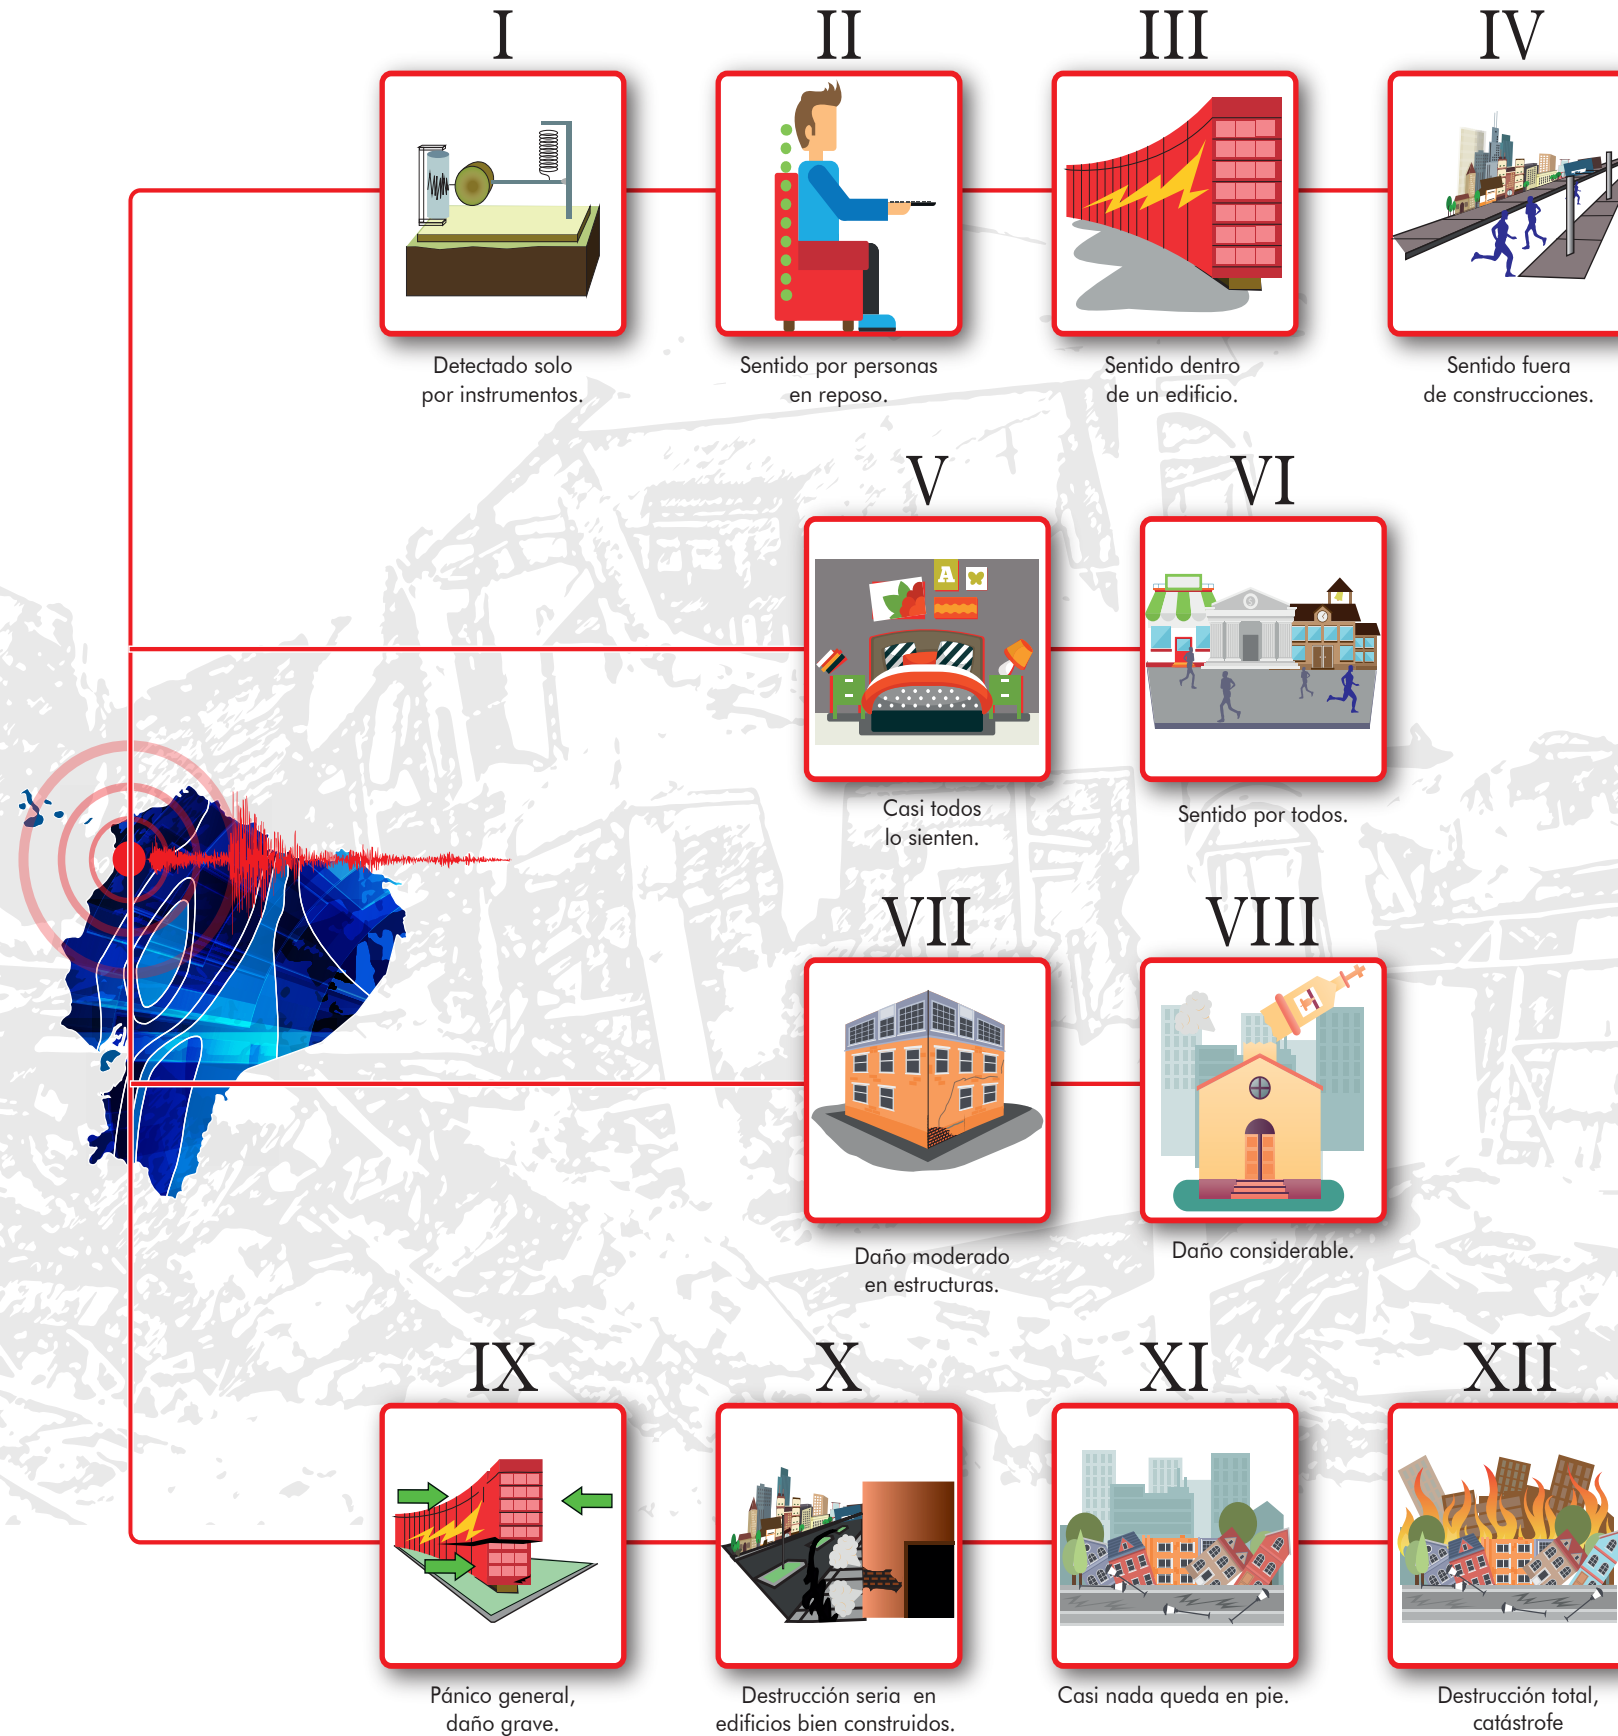 I
II
III
IV
Detectado solo
por instrumentos.
Sentido por personas
en reposo.
Sentido dentro
de un edificio.
Sentido fuera
de construcciones.
V
VI
A
Casi todos
lo sienten.
Sentido por todos.
VII
VIII
Daño moderado
en estructuras.
Daño considerable.
IX
X
XI
XII
Pánico general,
daño grave.
Destrucción seria en
edificios bien construidos.
Casi nada queda en pie.
Destrucción total,
catástrofe